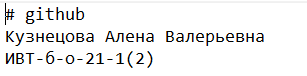 # github
Кузнецова Алена Валерьевна
ИВТ-б-о-21-1(2)